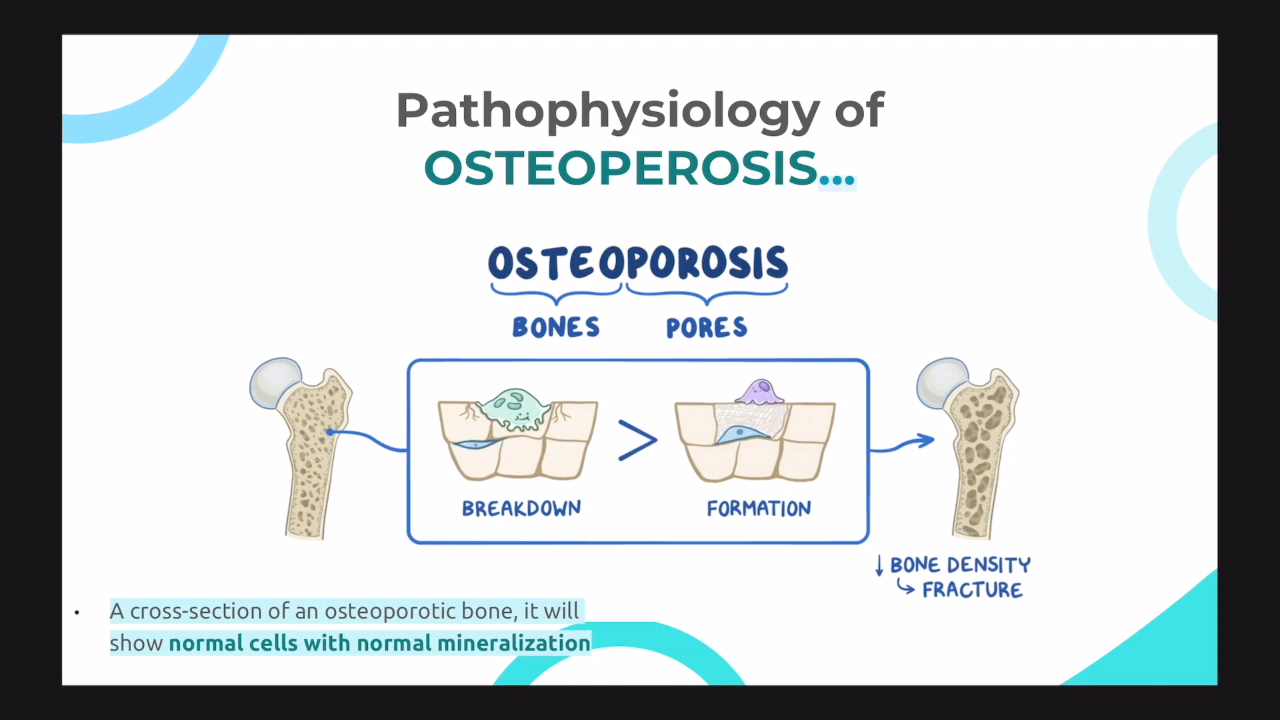 Pathophysiology of
OSTEOPEROSIS...
OSTEOPOROSIS
BONES PORES
>
BREAKDOWN FORMATION
↓ BONE DENSITY
↳ FRACTURE
• A cross-section of an osteoporotic bone, it will
show normal cells with normal mineralization